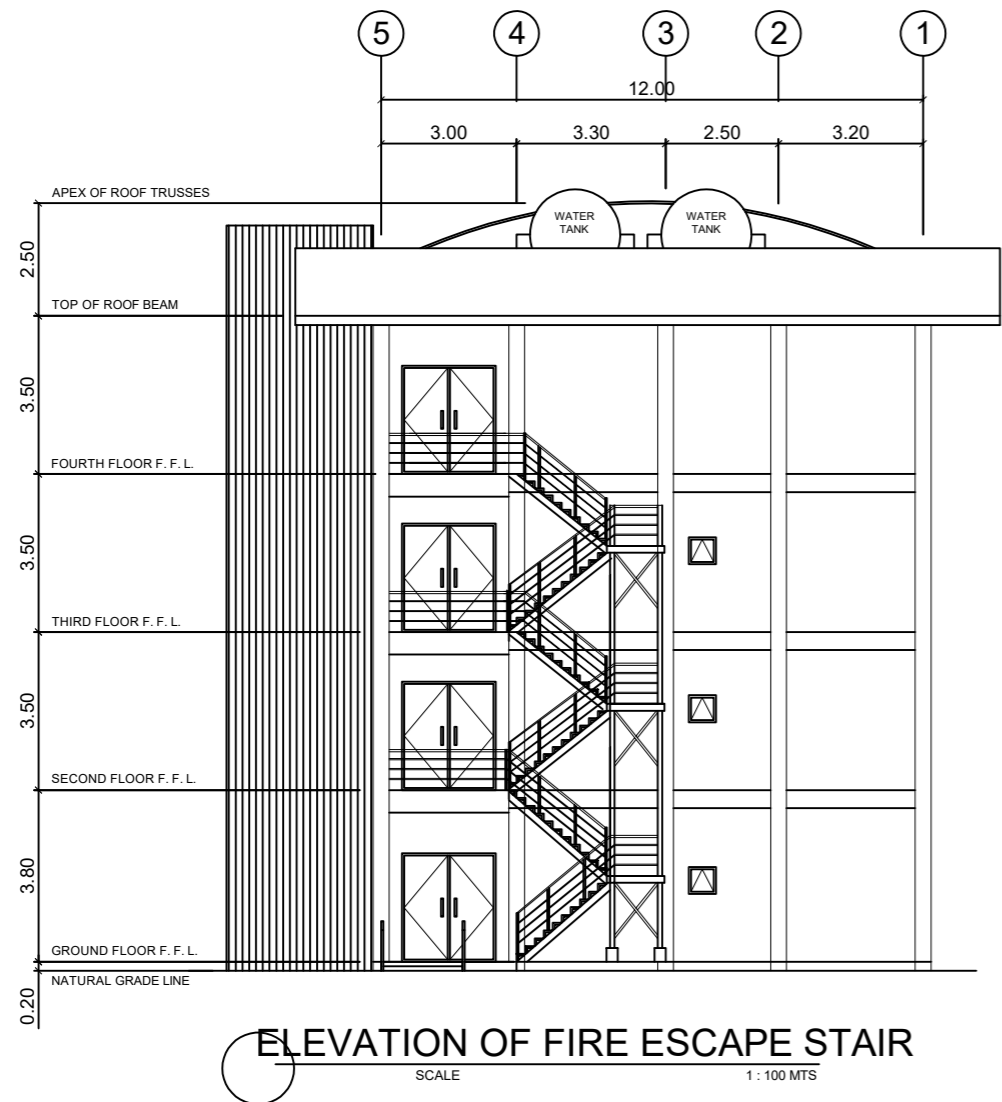 5 4 3 2 1
12.00
3.00 3.30 2.50 3.20
APEX OF ROOF TRUSSES
WATER
TANK
WATER
TANK
2.50
TOP OF ROOF BEAM
3.50
FOURTH FLOOR F. F. L.
3.50
THIRD FLOOR F. F. L.
3.50
SECOND FLOOR F. F. L.
3.80
GROUND FLOOR F. F. L.
NATURAL GRADE LINE
0.20
ELEVATION OF FIRE ESCAPE STAIR
SCALE 1 : 100 MTS